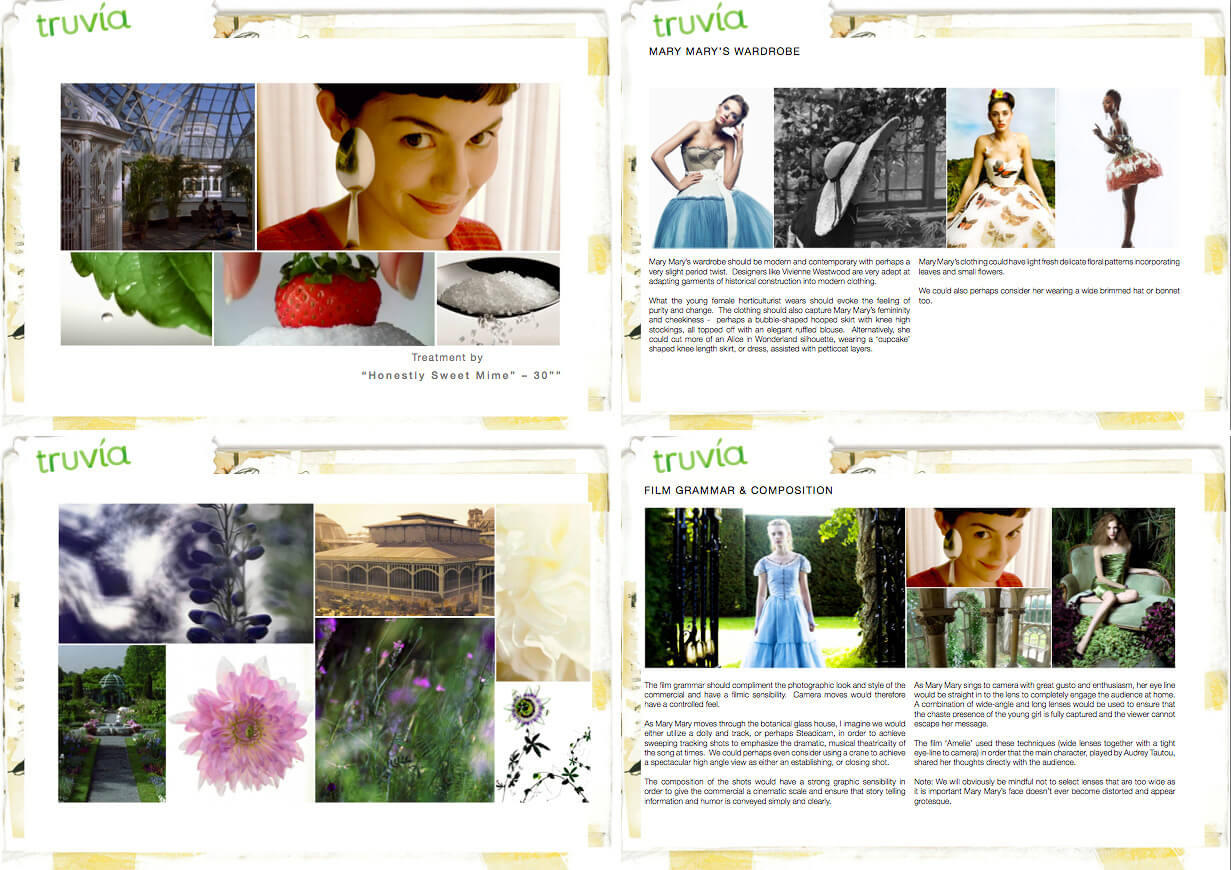 truvía
Treatment by
“Honestly Sweet Mime” – 30””
truvía
MARY MARY’S WARDROBE
Mary Mary’s wardrobe should be modern and contemporary with perhaps a
very slight period twist. Designers like Vivienne Westwood are very adept at
adapting garments of historical construction into modern clothing.
What the young female horticulturist wears should evoke the feeling of
purity and change. The clothing should also capture Mary Mary’s femininity
and cheekiness - perhaps a bubble-shaped hooped skirt with knee high
stockings, all topped off with an elegant ruffled blouse. Alternatively, she
could cut more of an Alice in Wonderland silhouette, wearing a ‘cupcake’
shaped knee length skirt, or dress, assisted with petticoat layers.
Mary Mary’s clothing could have light fresh delicate floral patterns incorporating
leaves and small flowers.
We could also perhaps consider her wearing a wide brimmed hat or bonnet
too.
truvía
truvía
FILM GRAMMAR & COMPOSITION
The film grammar should compliment the photographic look and style of the
commercial and have a filmic sensibility. Camera moves would therefore
have a controlled feel.
As Mary Mary moves through the botanical glass house, I imagine we would
either utilize a dolly and track, or perhaps Steadicam, in order to achieve
sweeping tracking shots to emphasize the dramatic, musical theatricality of
the song at times. We could perhaps even consider using a crane to achieve
a spectacular high angle view as either an establishing, or closing shot.
The composition of the shots would have a strong graphic sensibility in
order to give the commercial a cinematic scale and ensure that story telling
information and humor is conveyed simply and clearly.
As Mary Mary sings to camera with great gusto and enthusiasm, her eye line
would be straight in to the lens to completely engage the audience at home.
A combination of wide-angle and long lenses would be used to ensure that
the chaste presence of the young girl is fully captured and the viewer cannot
escape her message.
The film ‘Amelie’ used these techniques (wide lenses together with a tight
eye-line to camera) in order that the main character, played by Audrey Tautou,
shared her thoughts directly with the audience.
Note: We will obviously be mindful not to select lenses that are too wide as
it is important Mary Mary’s face doesn’t ever become distorted and appear
grotesque.